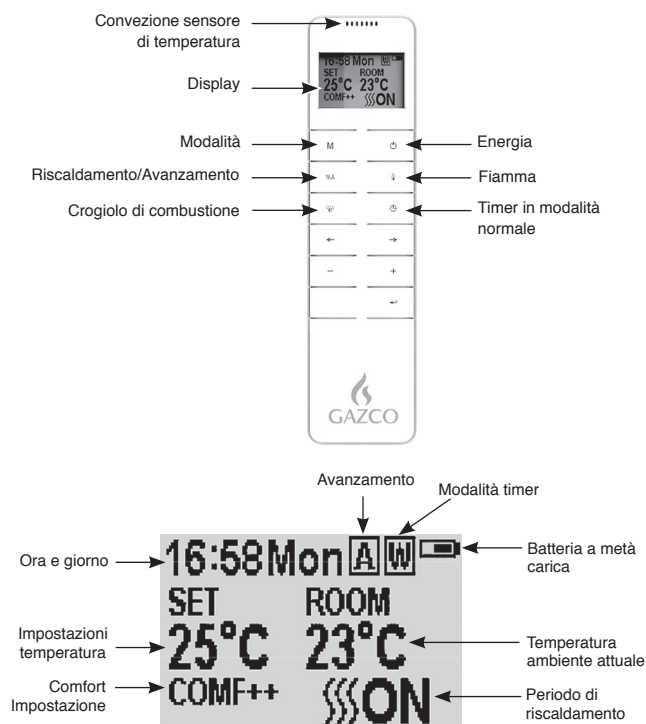 Convezione sensore
di temperatura
16:58 Mon W
SET ROOM
25°C 23°C
COMF++ ON
Display
Modalità
M
Energia
Riscaldamento/Avanzamento
Fiamma
Crogiolo di combustione
Timer in modalità
normale
← →
− +
↵
GAZCO
Avanzamento
Modalità timer
Ora e giorno
16:58 Mon A W
Batteria a metà
carica
SET ROOM
Impostazioni
temperatura
25°C 23°C
Temperatura
ambiente attuale
Comfort
Impostazione
COMF++ ON
Periodo di
riscaldamento